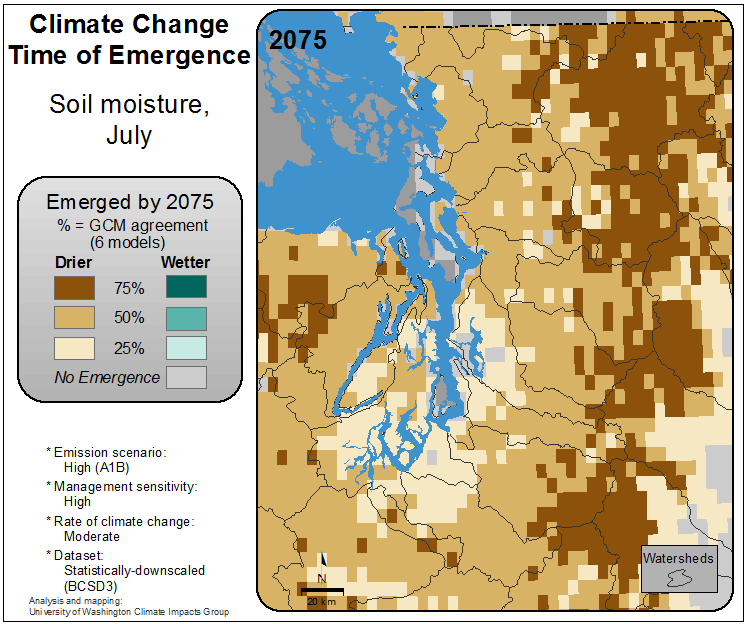 Climate Change
Time of Emergence
Soil moisture,
July
Emerged by 2075
% = GCM agreement
(6 models)
Drier Wetter
75%
50%
25%
No Emergence
* Emission scenario:
High (A1B)
* Management sensitivity:
High
* Rate of climate change:
Moderate
* Dataset:
Statistically-downscaled
(BCSD3)
Analysis and mapping:
University of Washington Climate Impacts Group
2075
N
20 km
Watersheds